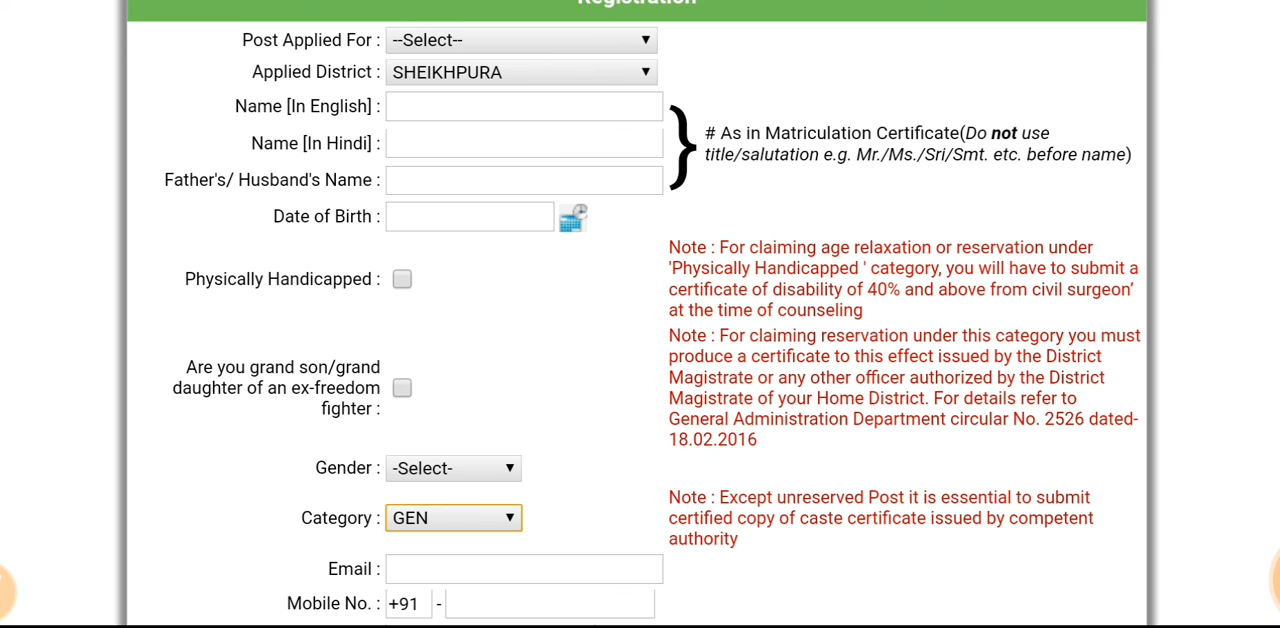 Registration
Post Applied For : --Select--
Applied District : SHEIKHPURA
Name [In English] :
Name [In Hindi] :
Father's/ Husband's Name :
# As in Matriculation Certificate(Do not use
title/salutation e.g. Mr./Ms./Sri/Smt. etc. before name)
Date of Birth :
Physically Handicapped :
Note : For claiming age relaxation or reservation under
'Physically Handicapped ' category, you will have to submit a
certificate of disability of 40% and above from civil surgeon’
at the time of counseling
Are you grand son/grand
daughter of an ex-freedom
fighter :
Note : For claiming reservation under this category you must
produce a certificate to this effect issued by the District
Magistrate or any other officer authorized by the District
Magistrate of your Home District. For details refer to
General Administration Department circular No. 2526 dated-
18.02.2016
Gender : -Select-
Category : GEN
Note : Except unreserved Post it is essential to submit
certified copy of caste certificate issued by competent
authority
Email :
Mobile No. : +91 -